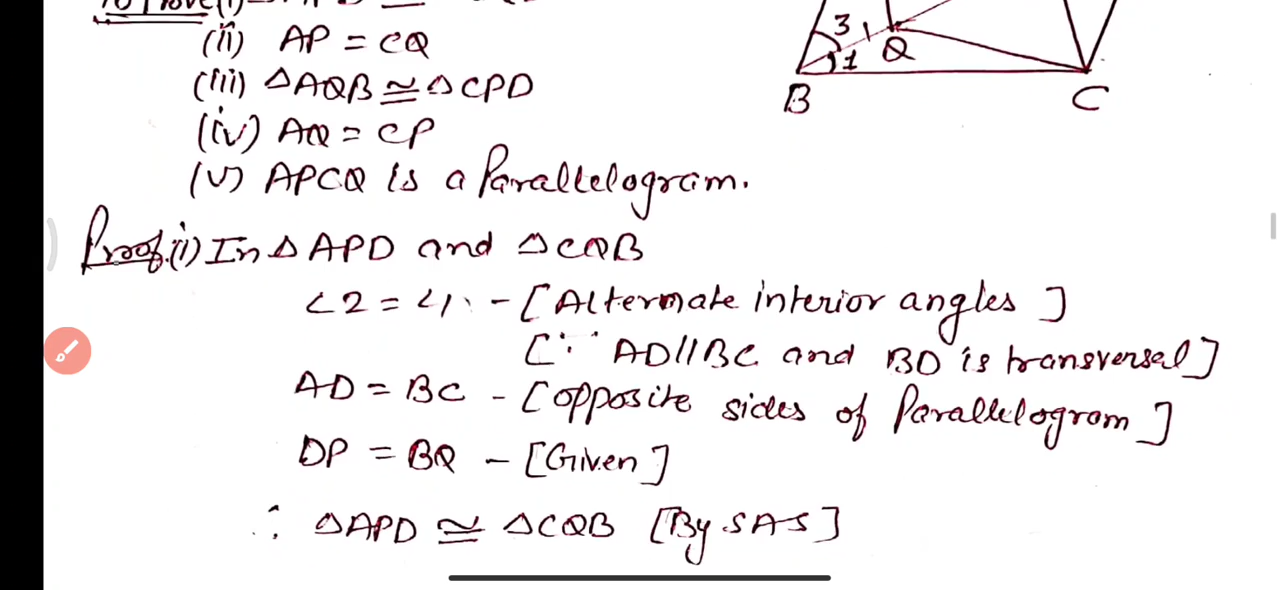 To Prove (i)
(ii) AP = CQ
(iii) △AQB ≅ △CPD
(iv) AQ = CP
(v) APCQ is a Parallelogram.
3
1
Q
B
C
Proof.(i) In △APD and △CQB
∠2 = ∠1 - [Alternate interior angles]
[∵ AD//BC and BD is transversal]
AD = BC - [opposite sides of Parallelogram]
DP = BQ - [Given]
∴ △APD ≅ △CQB [By SAS]